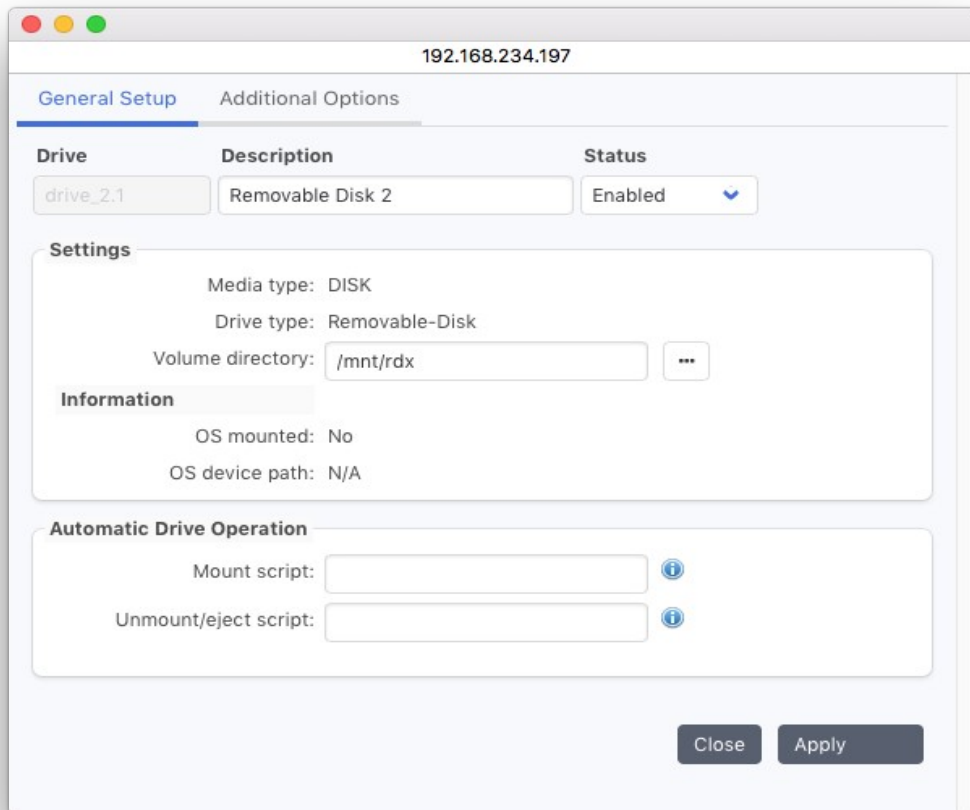 192.168.234.197
General Setup Additional Options
Drive Description Status
drive_2.1 Removable Disk 2 Enabled
Settings
Media type: DISK
Drive type: Removable-Disk
Volume directory: /mnt/rdx ...
Information
OS mounted: No
OS device path: N/A
Automatic Drive Operation
Mount script:
Unmount/eject script:
Close Apply